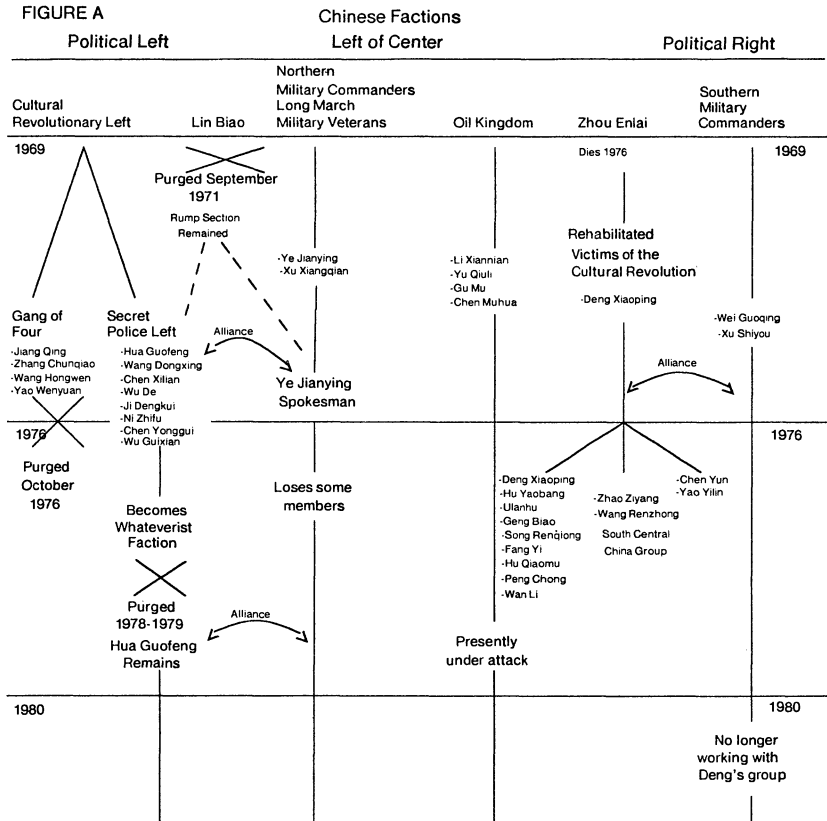 FIGURE A
Chinese Factions
Political Left
Left of Center
Political Right
Cultural
Revolutionary Left
Lin Biao
Northern
Military Commanders
Long March
Military Veterans
Oil Kingdom
Zhou Enlai
Southern
Military
Commanders
1969
1969
Purged September
1971
Rump Section
Remained
Dies 1976
-Ye Jianying
-Xu Xiangqian
-Li Xiannian
-Yu Qiuli
-Gu Mu
-Chen Muhua
Rehabilitated
Victims of the
Cultural Revolution
-Deng Xiaoping
-Wei Guoqing
-Xu Shiyou
Gang of
Four
-Jiang Qing
-Zhang Chunqiao
-Wang Hongwen
-Yao Wenyuan
Secret
Police Left
-Hua Guofeng
-Wang Dongxing
-Chen Xilian
-Wu De
-Ji Dengkui
-Ni Zhifu
-Chen Yonggui
-Wu Guixian
Alliance
Ye Jianying
Spokesman
Alliance
1976
1976
Purged
October
1976
Becomes
Whateverist
Faction
Loses some
members
-Deng Xiaoping
-Hu Yaobang
-Ulanhu
-Geng Biao
-Song Renqiong
-Fang Yi
-Hu Qiaomu
-Peng Chong
-Wan Li
-Zhao Ziyang
-Wang Renzhong
South Central
China Group
-Chen Yun
-Yao Yilin
Purged
1978-1979
Hua Guofeng
Remains
Alliance
Presently
under attack
1980
1980
No longer
working with
Deng's group